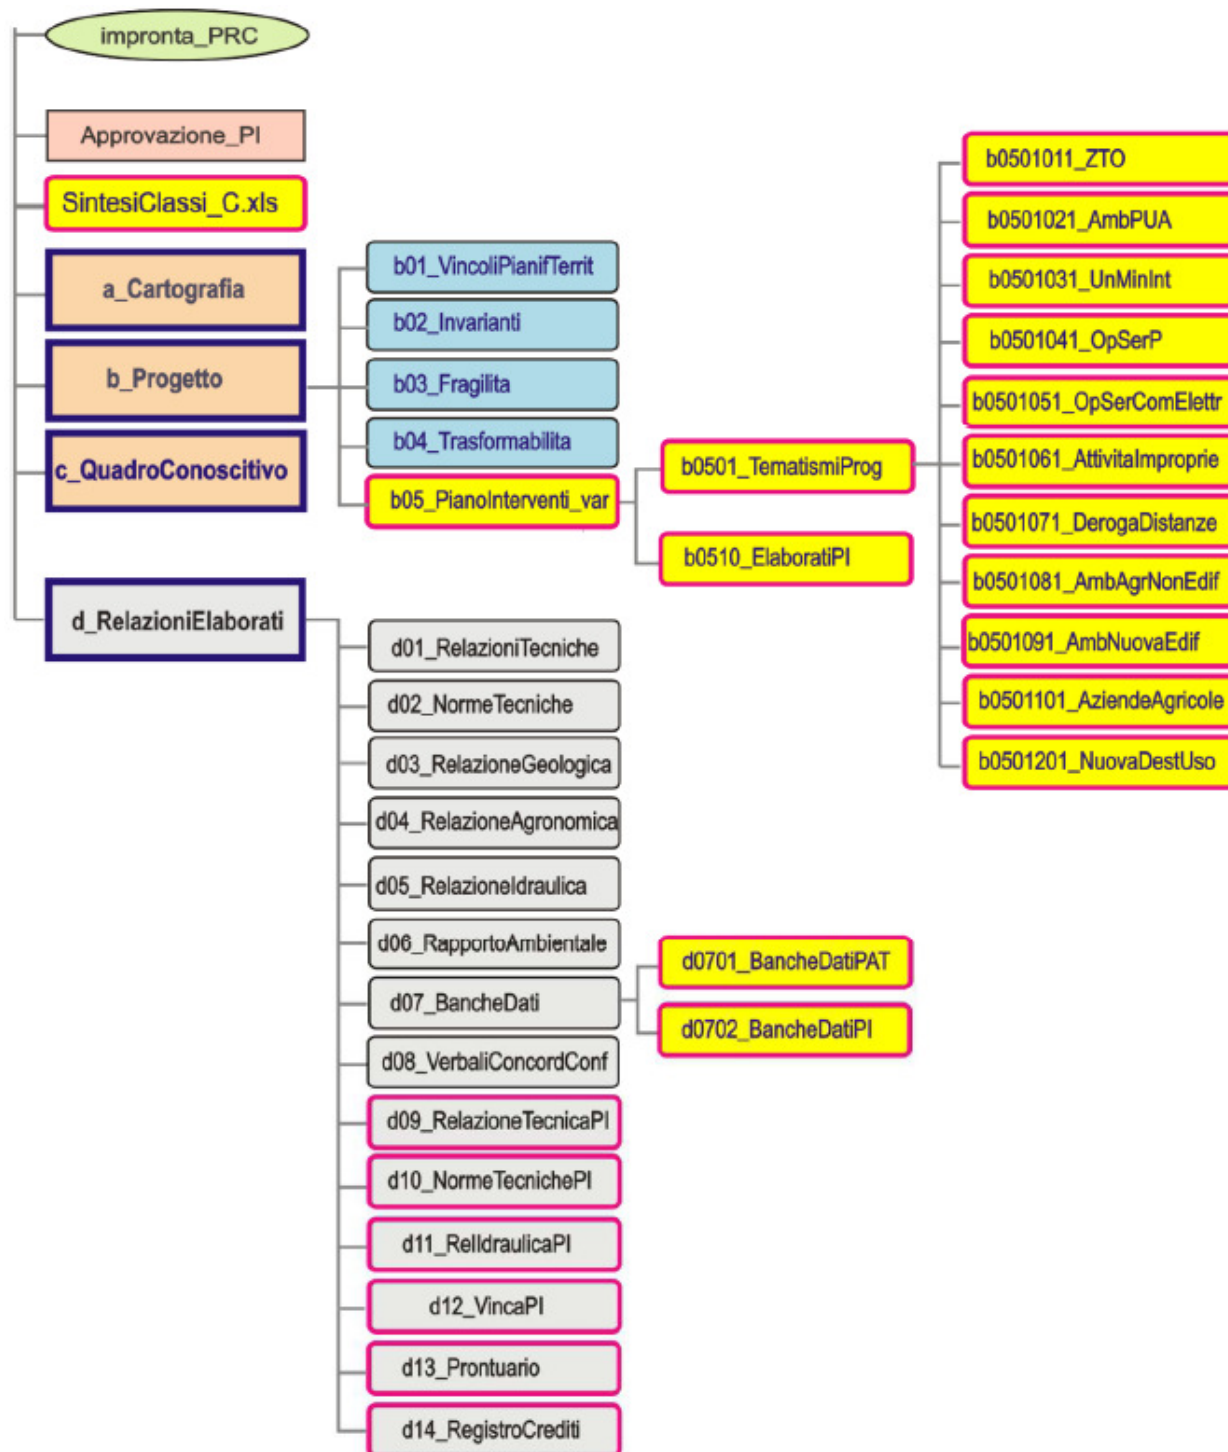 impronta_PRC
Approvazione_PI
SintesiClassi_C.xls
a_Cartografia
b_Progetto
c_QuadroConoscitivo
d_RelazioniElaborati
b01_VincoliPianifTerrit
b02_Invarianti
b03_Fragilita
b04_Trasformabilita
b05_PianoInterventi_var
b0501_TematismiProg
b0510_ElaboratiPI
b0501011_ZTO
b0501021_AmbPUA
b0501031_UnMinInt
b0501041_OpSerP
b0501051_OpSerComElettr
b0501061_AttivitaImproprie
b0501071_DerogaDistanze
b0501081_AmbAgrNonEdif
b0501091_AmbNuovaEdif
b0501101_AziendeAgricole
b0501201_NuovaDestUso
d01_RelazioniTecniche
d02_NormeTecniche
d03_RelazioneGeologica
d04_RelazioneAgronomica
d05_RelazioneIdraulica
d06_RapportoAmbientale
d07_BancheDati
d08_VerbaliConcordConf
d09_RelazioneTecnicaPI
d10_NormeTecnichePI
d11_RelIdraulicaPI
d12_VincaPI
d13_Prontuario
d14_RegistroCrediti
d0701_BancheDatiPAT
d0702_BancheDatiPI